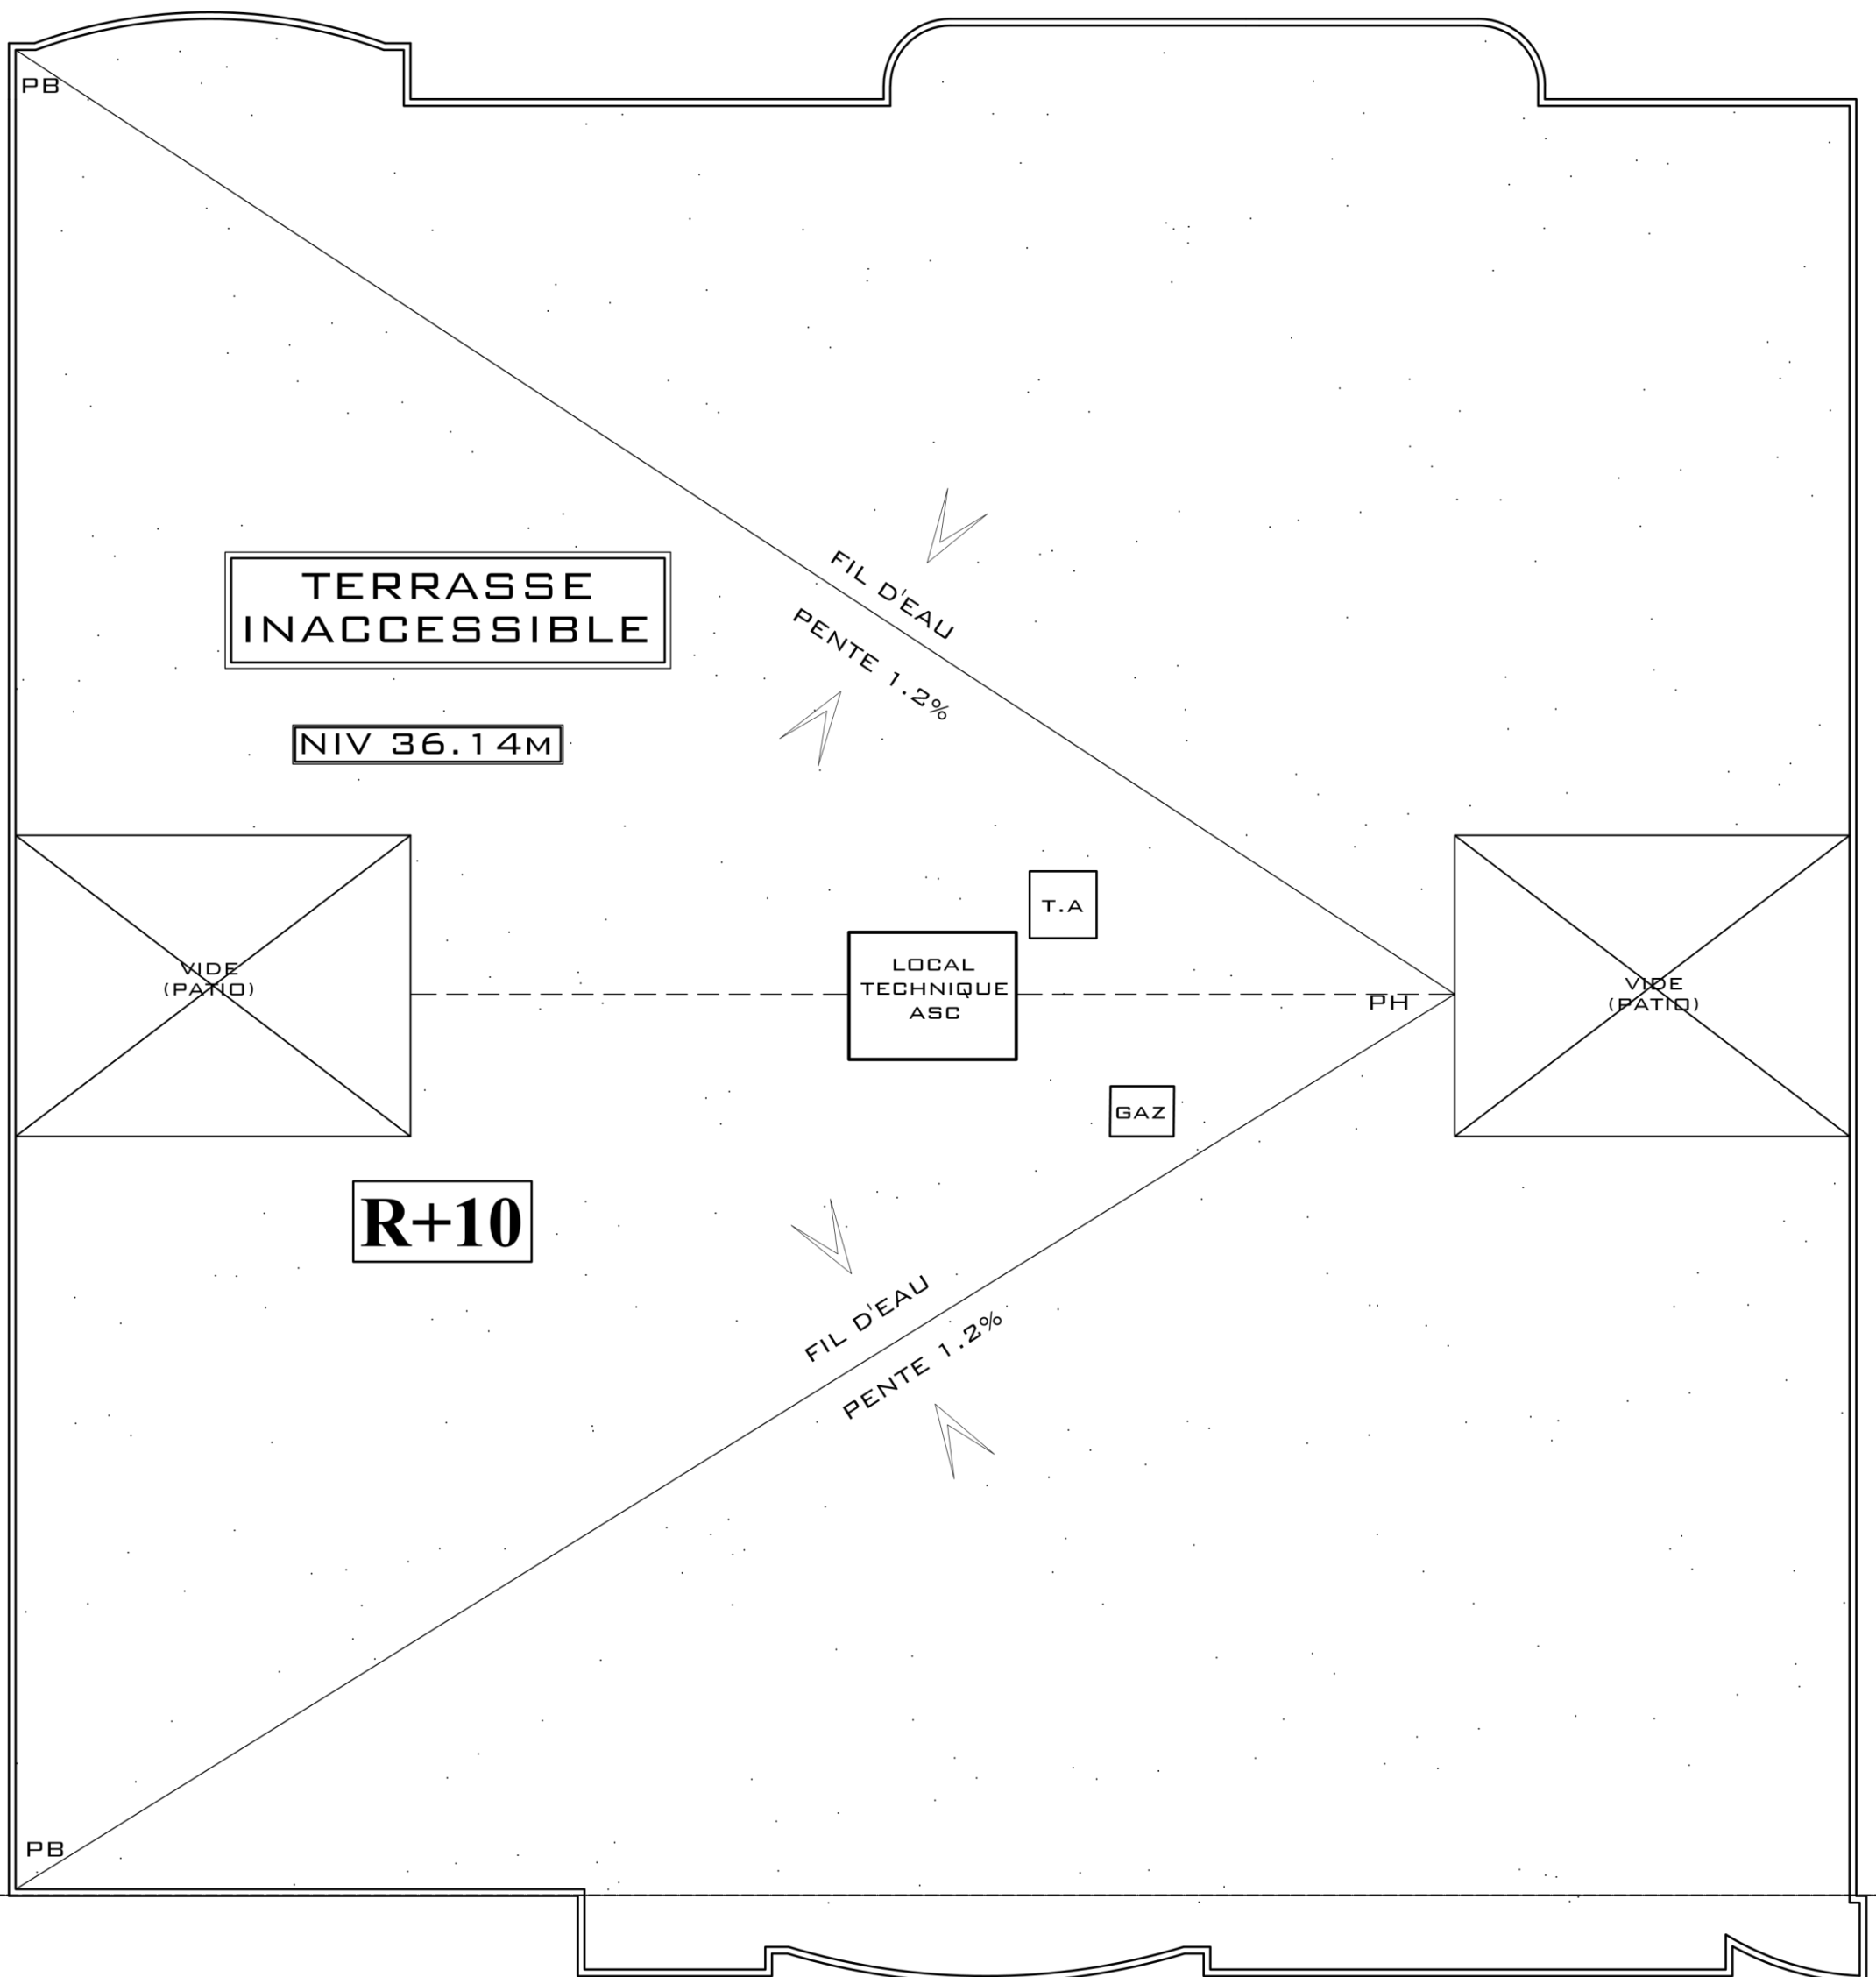 PB
FIL D'EAU
PENTE 1.2%
TERRASSE
INACCESSIBLE
NIV 36.14M
T.A
VIDE
(PATIO)
LOCAL
TECHNIQUE
ASC
PH
VIDE
(PATIO)
GAZ
R+10
FIL D'EAU
PENTE 1.2%
PB